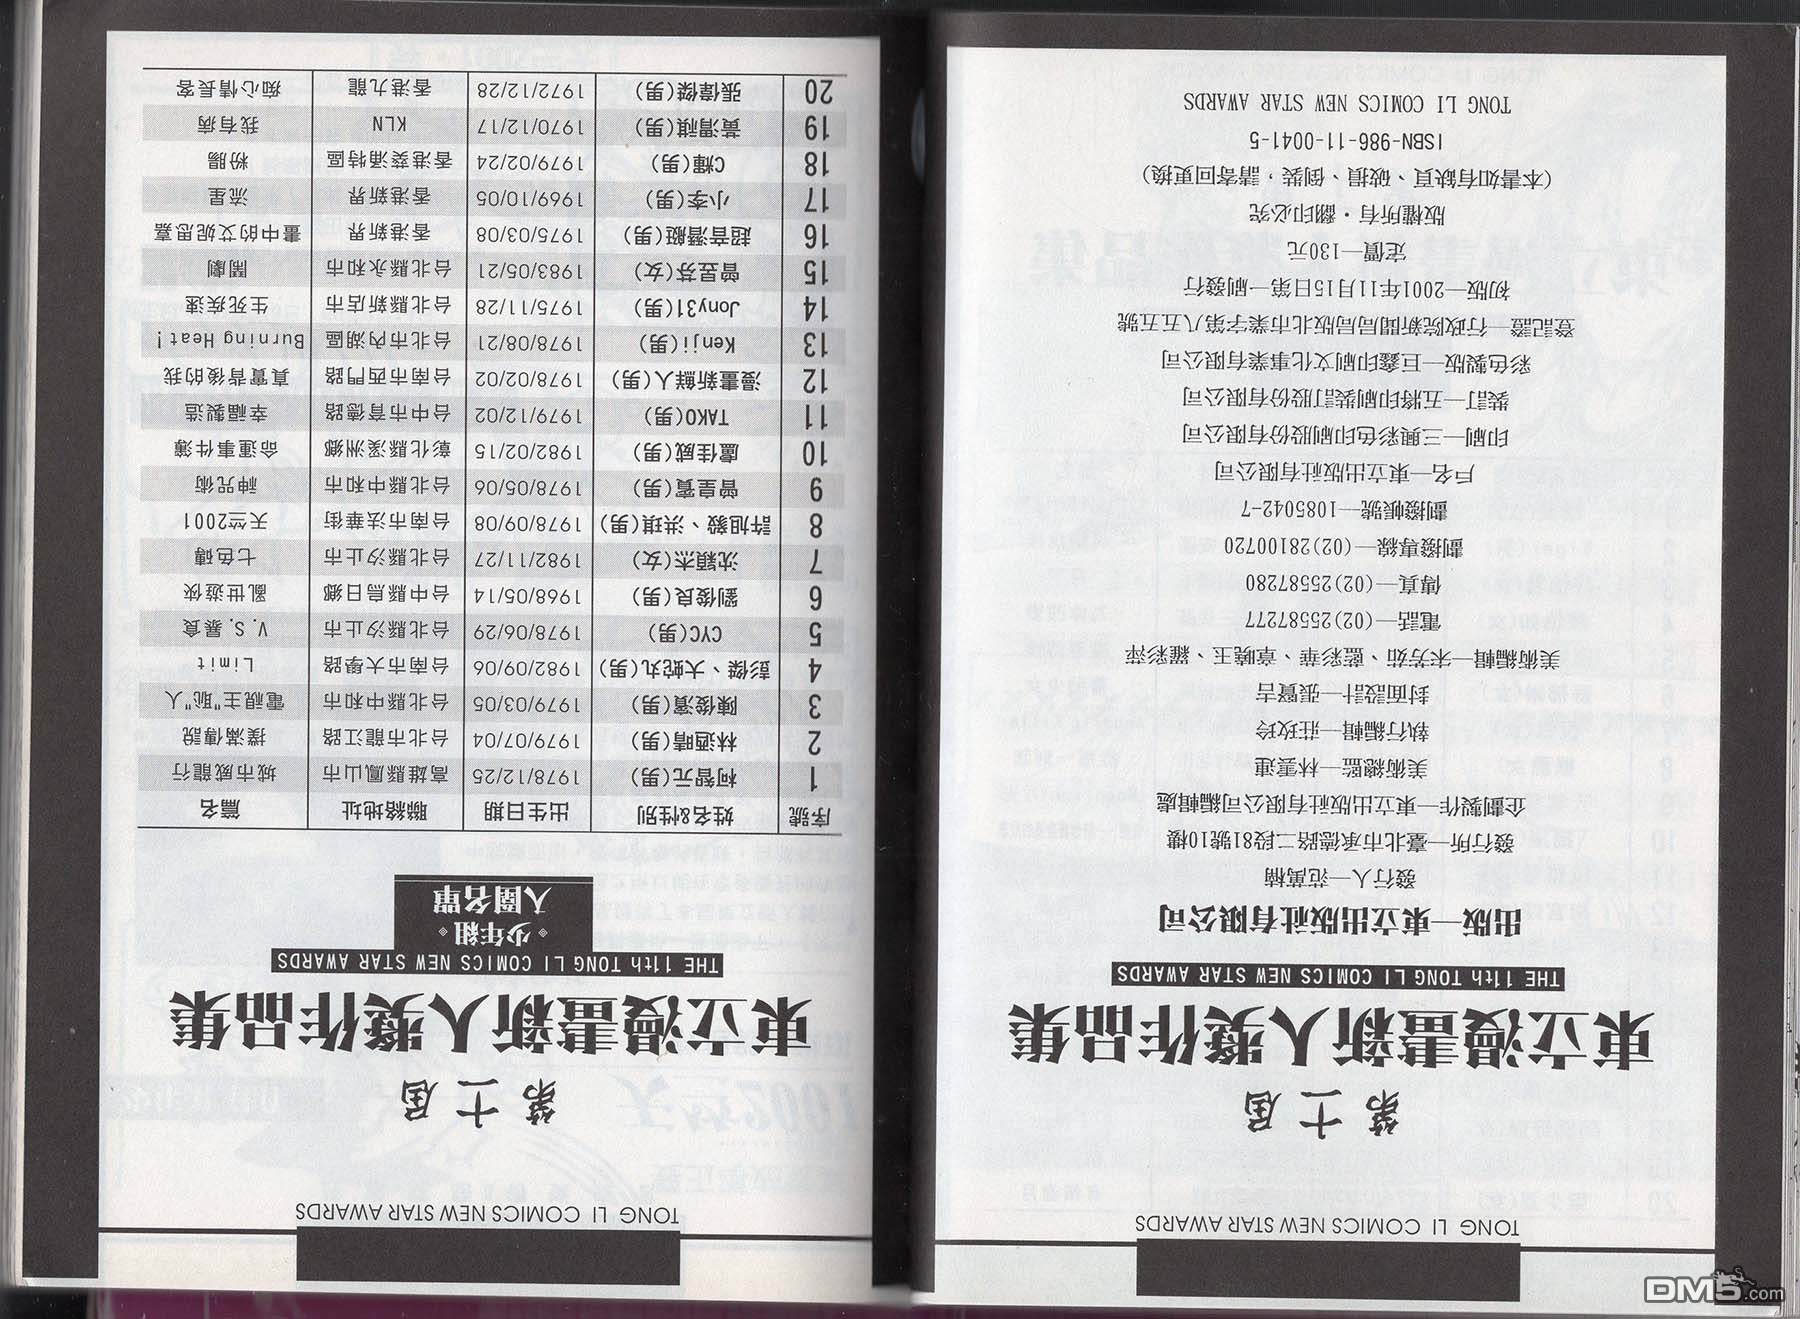 TONG LI COMICS NEW STAR AWARDS
第十一屆
東立漫畫新人獎作品集
THE 11th TONG LI COMICS NEW STAR AWARDS
出版—東立出版社有限公司
發行人—范萬楠
發行所—臺北市承德路二段81號10樓
企劃製作—東立出版社有限公司編輯處
美術總監—林雲連
執行編輯—莊玫玲
封面設計—張賢吉
美術編輯—宋芳如、藍彩華、章曉玉、羅彩萍
電話—(02)25587277
傳真—(02)25587280
劃撥專線—(02)28100720
劃撥帳號—1085042-7
戶名—東立出版社有限公司
印刷—三興彩色印刷股份有限公司
裝訂—五將印刷裝訂股份有限公司
彩色製版—巨鑫印刷文化事業有限公司
登記證—行政院新聞局局版北市業字第八五五號
初版—2001年11月15日第一刷發行
定價—130元
版權所有・翻印必究
(本書如有缺頁、破損、倒裝,請寄回更換)
ISBN-986-11-0041-5
TONG LI COMICS NEW STAR AWARDS
TONG LI COMICS NEW STAR AWARDS
第十一屆
東立漫畫新人獎作品集
THE 11th TONG LI COMICS NEW STAR AWARDS
少年組
入圍名單
序號 姓名&性別 出生日期 聯絡地址 篇名
1 柯智元(男) 1978/12/25 高雄縣鳳山市 城市威龍行
2 林迺晴(男) 1979/07/04 台北市龍江路 撲滿傳說
3 陳俊濱(男) 1979/03/05 台北縣中和市 電視主"恥"人
4 彭傑、大蛇丸(男) 1982/09/06 台南市大學路 Limit
5 CYC(男) 1978/06/29 台北縣汐止市 V.S.暴食
6 劉俊良(男) 1968/05/14 台中縣烏日鄉 亂世遊俠
7 沈穎杰(女) 1982/11/27 台北縣汐止市 七色磚
8 許旭毅、洪琪(男) 1978/09/08 台南市法華街 天竺2001
9 曾皇賓(男) 1978/05/06 台北縣中和市 神咒術
10 盧佳威(男) 1982/02/15 彰化縣溪洲鄉 命運事件簿
11 TAKO(男) 1979/12/02 台中市育德路 幸福製造
12 漫畫新鮮人(男) 1978/02/02 台南市西門路 真實背後的我
13 Kenji(男) 1978/08/21 台北市內湖區 Burning Heat!
14 Jony31(男) 1975/11/28 台北縣新店市 生死疾速
15 曾昱芬(女) 1983/05/21 台北縣永和市 鬧劇
16 超音潛艇(男) 1975/03/08 香港新界 畫中的艾妮思嘉
17 小李(男) 1969/10/05 香港新界 流星
18 C輝(男) 1979/02/24 香港葵涌特區 粉腸
19 黃渭祺(男) 1970/12/17 KLN 我有病
20 張偉傑(男) 1972/12/28 香港九龍 痴心情長客
DM5.com